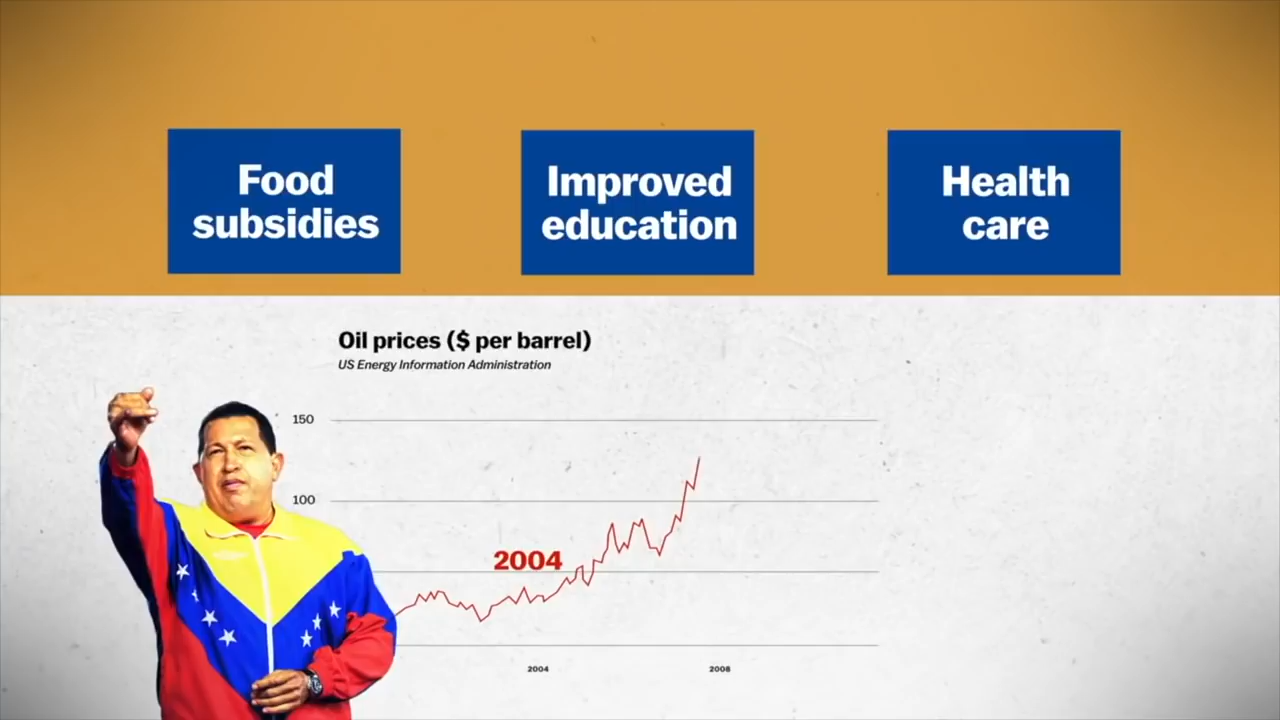 Food
subsidies
Improved
education
Health
care
Oil prices ($ per barrel)
US Energy Information Administration
150
100
2004
2004
2008